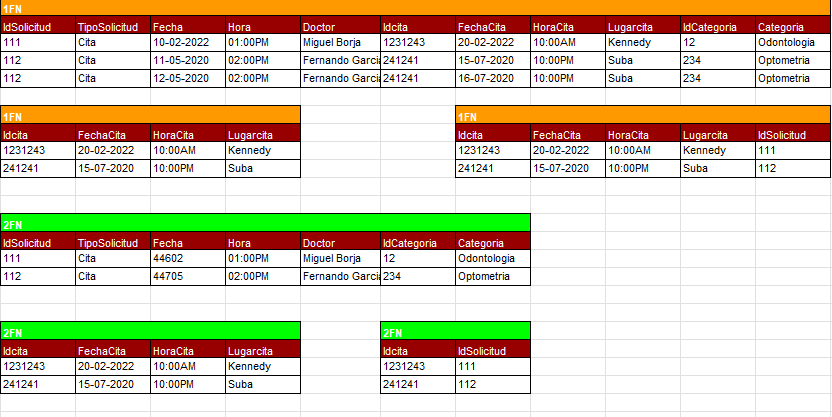 1FN
IdSolicitud TipoSolicitud Fecha Hora Doctor Idcita FechaCita HoraCita Lugarcita IdCategoria Categoria
111 Cita 10-02-2022 01:00PM Miguel Borja 1231243 20-02-2022 10:00AM Kennedy 12 Odontologia
112 Cita 11-05-2020 02:00PM Fernando Garcia 241241 15-07-2020 10:00PM Suba 234 Optometria
112 Cita 12-05-2020 02:00PM Fernando Garcia 241241 16-07-2020 10:00PM Suba 234 Optometria
1FN 1FN
Idcita FechaCita HoraCita Lugarcita Idcita FechaCita HoraCita Lugarcita IdSolicitud
1231243 20-02-2022 10:00AM Kennedy 1231243 20-02-2022 10:00AM Kennedy 111
241241 15-07-2020 10:00PM Suba 241241 15-07-2020 10:00PM Suba 112
2FN
IdSolicitud TipoSolicitud Fecha Hora Doctor IdCategoria Categoria
111 Cita 44602 01:00PM Miguel Borja 12 Odontologia
112 Cita 44705 02:00PM Fernando Garcia 234 Optometria
2FN 2FN
Idcita FechaCita HoraCita Lugarcita Idcita IdSolicitud
1231243 20-02-2022 10:00AM Kennedy 1231243 111
241241 15-07-2020 10:00PM Suba 241241 112